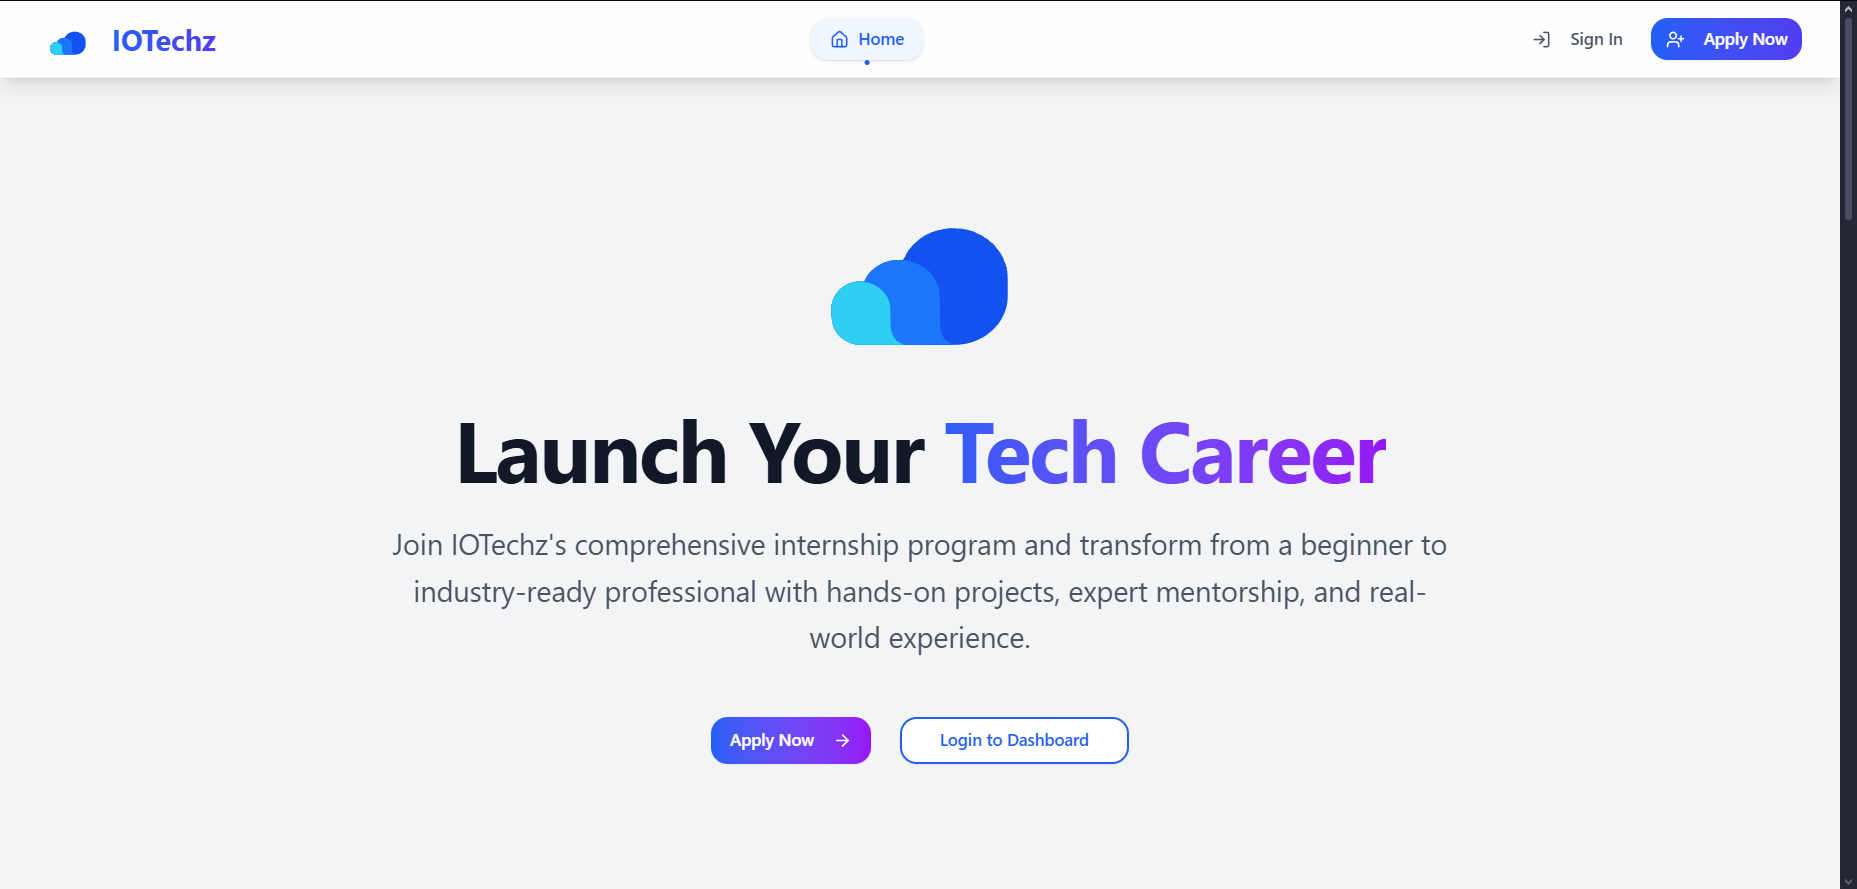 IOTechz
Home
Sign In
Apply Now
Launch Your Tech Career
Join IOTechz's comprehensive internship program and transform from a beginner to
industry-ready professional with hands-on projects, expert mentorship, and real-
world experience.
Apply Now
Login to Dashboard